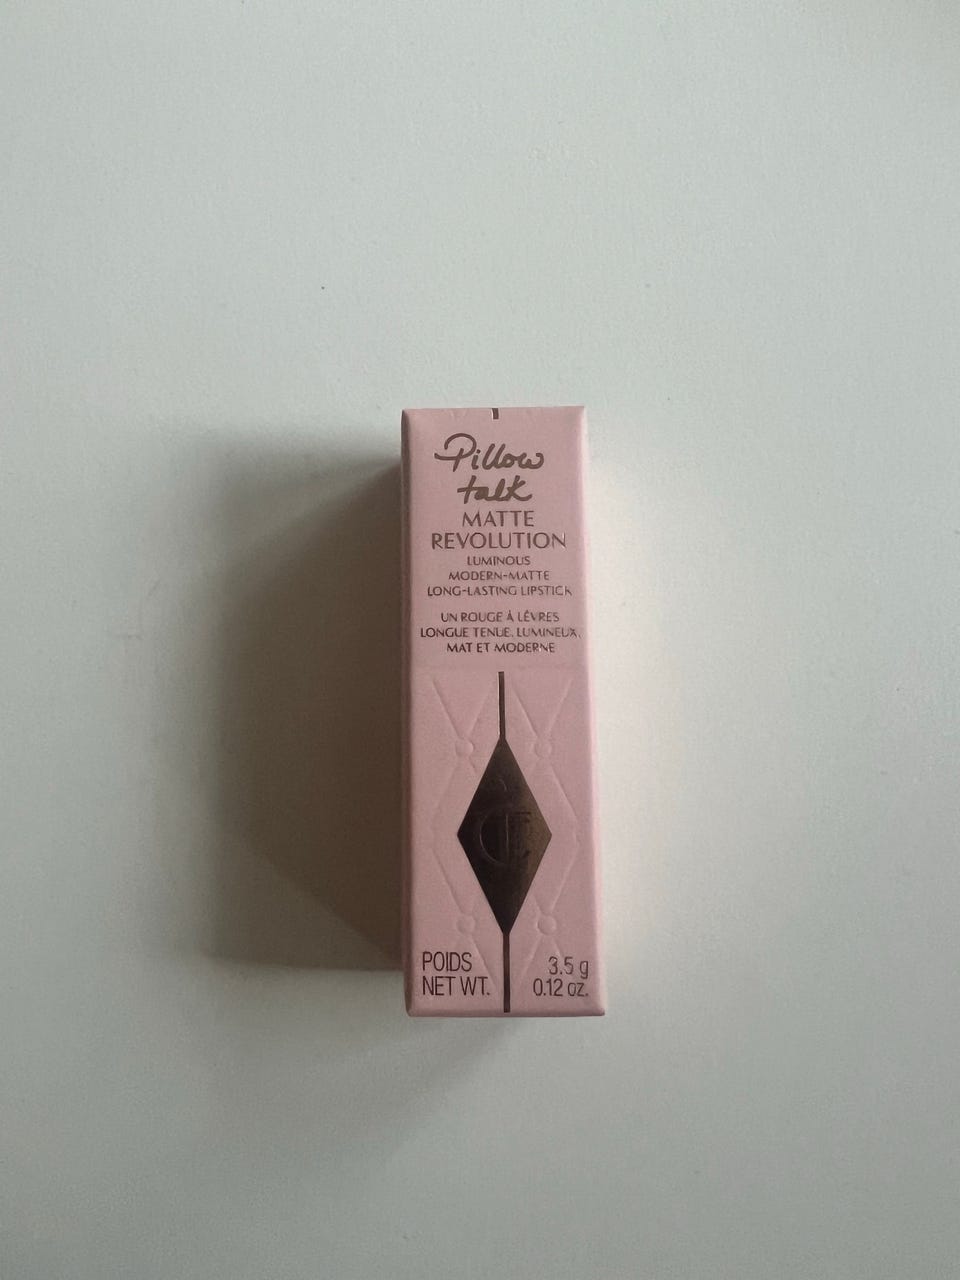 Pillow
talk
MATTE
REVOLUTION
LUMINOUS
MODERN-MATTE
LONG-LASTING LIPSTICK
UN ROUGE À LÈVRES
LONGUE TENUE, LUMINEUX,
MAT ET MODERNE
CT
POIDS 3.5 g
NET WT. 0.12 oz.